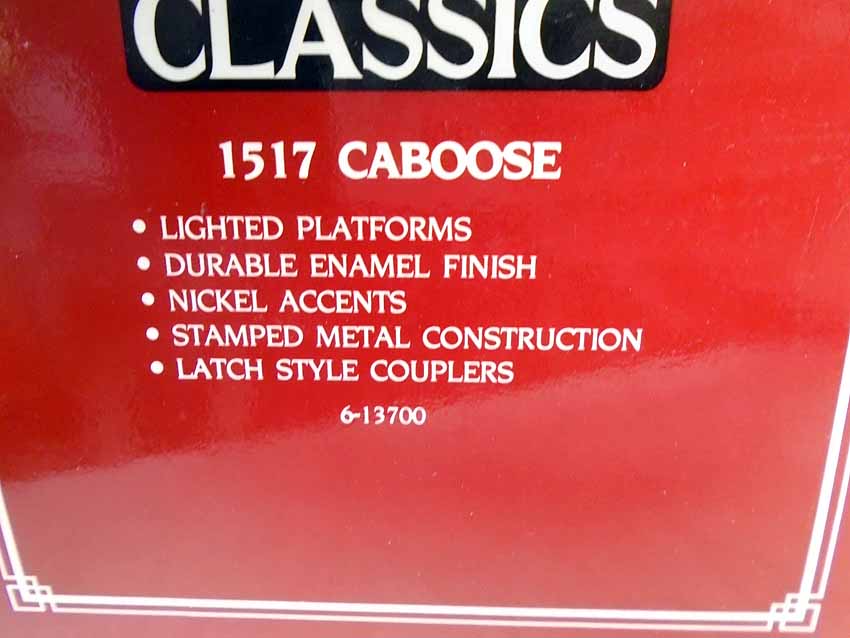 CLASSICS
1517 CABOOSE
• LIGHTED PLATFORMS
• DURABLE ENAMEL FINISH
• NICKEL ACCENTS
• STAMPED METAL CONSTRUCTION
• LATCH STYLE COUPLERS
6-13700